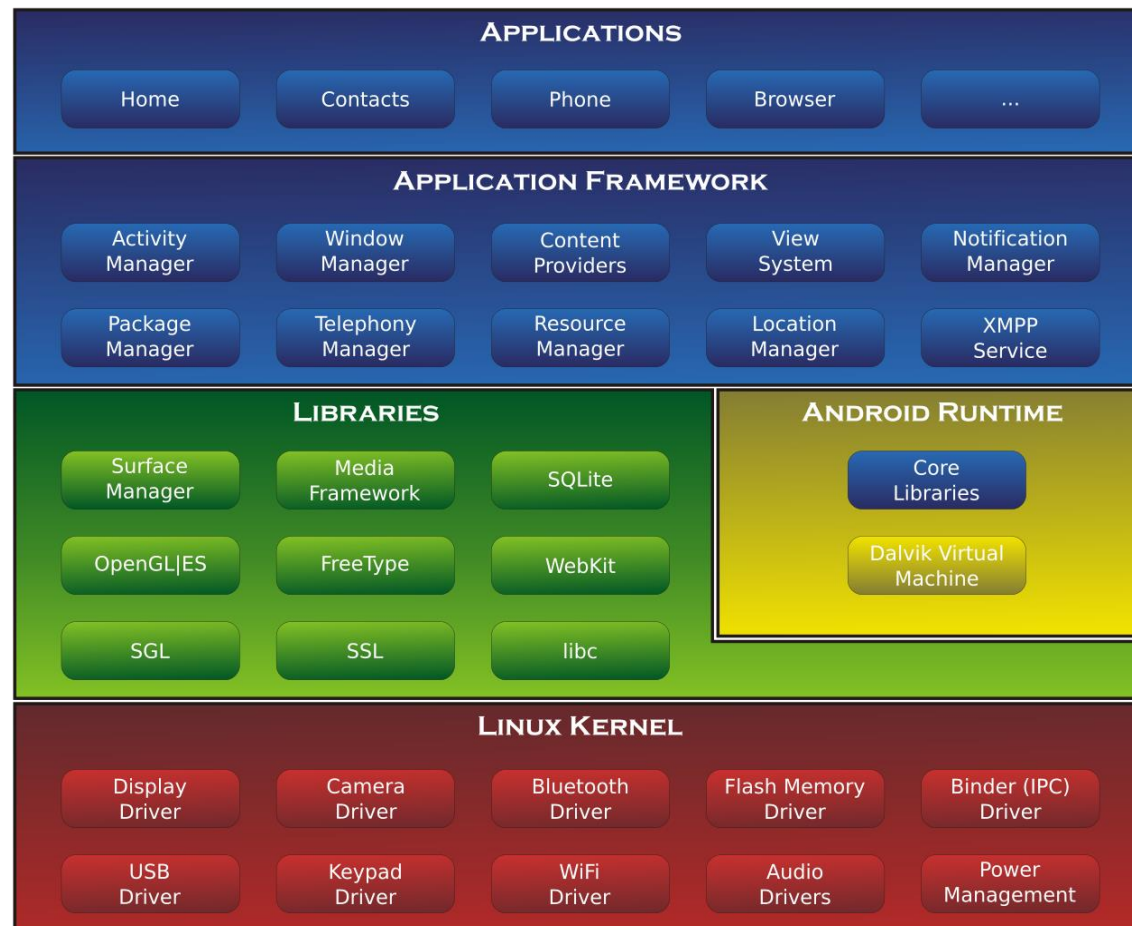 APPLICATIONS
Home
Contacts
Phone
Browser
...
APPLICATION FRAMEWORK
Activity
Manager
Window
Manager
Content
Providers
View
System
Notification
Manager
Package
Manager
Telephony
Manager
Resource
Manager
Location
Manager
XMPP
Service
LIBRARIES
Surface
Manager
Media
Framework
SQLite
OpenGL|ES
FreeType
WebKit
SGL
SSL
libc
ANDROID RUNTIME
Core
Libraries
Dalvik Virtual
Machine
LINUX KERNEL
Display
Driver
Camera
Driver
Bluetooth
Driver
Flash Memory
Driver
Binder (IPC)
Driver
USB
Driver
Keypad
Driver
WiFi
Driver
Audio
Drivers
Power
Management